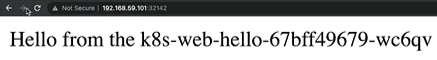 Not Secure | 192.168.59.101:32142
Hello from the k8s-web-hello-67bff49679-wc6qv